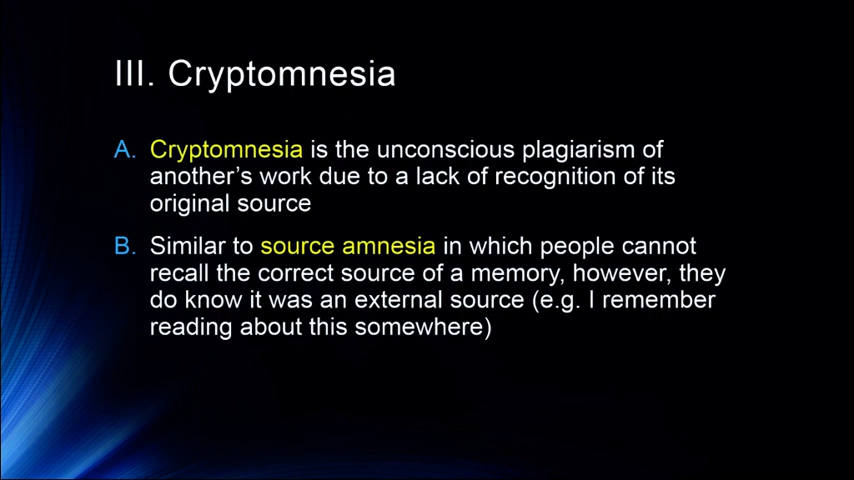 III. Cryptomnesia
A. Cryptomnesia is the unconscious plagiarism of
another’s work due to a lack of recognition of its
original source
B. Similar to source amnesia in which people cannot
recall the correct source of a memory, however, they
do know it was an external source (e.g. I remember
reading about this somewhere)